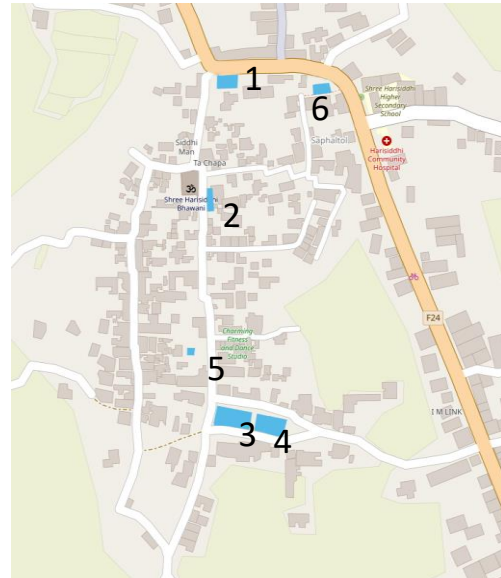 1
6
Shree Harisiddhi
Higher
Secondary
School
Saphaltol
Harisiddhi
Community
Hospital
Siddhi
Man
Ta Chapa
ॐ
Shree Harisiddhi
Bhawani
2
F24
Charming
Fitness
and Dance
Studio
5
I M LINK
3
4